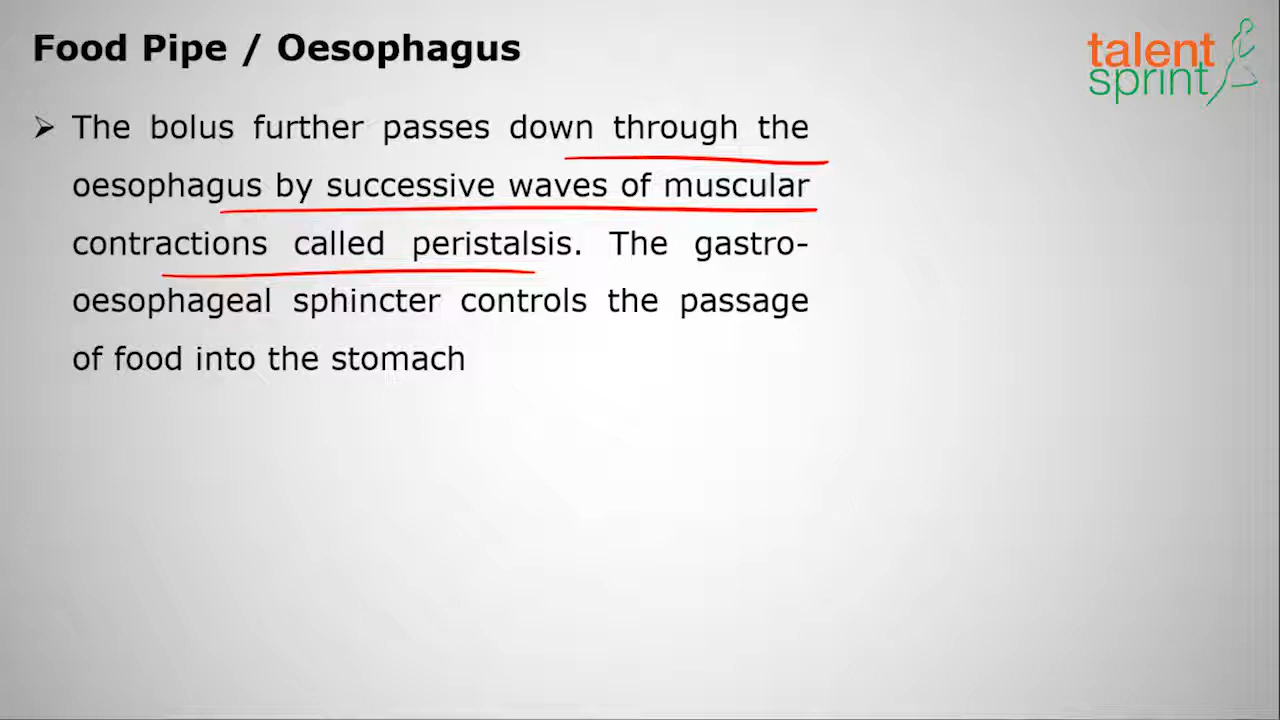 Food Pipe / Oesophagus
talent
sprint
➢ The bolus further passes down through the
oesophagus by successive waves of muscular
contractions called peristalsis. The gastro-
oesophageal sphincter controls the passage
of food into the stomach